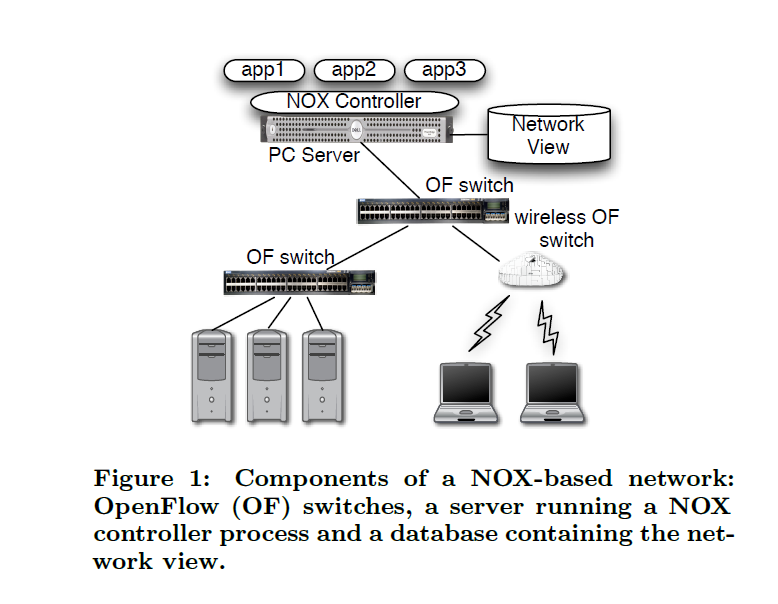 app1 app2 app3
NOX Controller
PC Server
Network
View
OF switch
wireless OF
switch
OF switch
Figure 1: Components of a NOX-based network:
OpenFlow (OF) switches, a server running a NOX
controller process and a database containing the net-
work view.